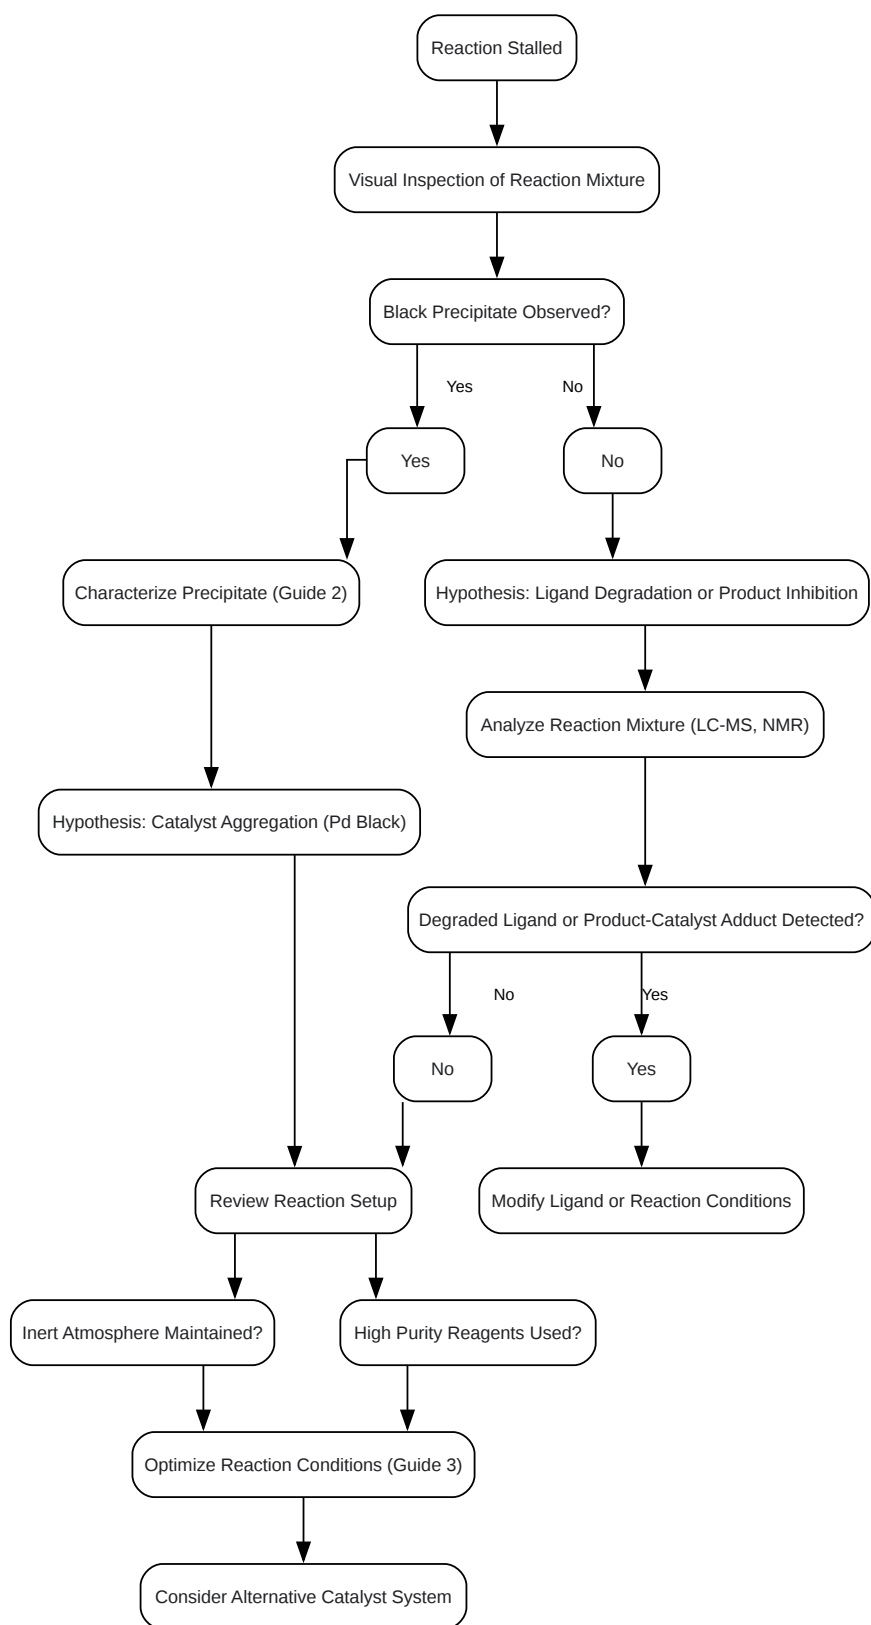 Reaction Stalled
Visual Inspection of Reaction Mixture
Black Precipitate Observed?
Yes
No
Yes
No
Characterize Precipitate (Guide 2)
Hypothesis: Ligand Degradation or Product Inhibition
Analyze Reaction Mixture (LC-MS, NMR)
Hypothesis: Catalyst Aggregation (Pd Black)
Degraded Ligand or Product-Catalyst Adduct Detected?
No
Yes
No
Yes
Review Reaction Setup
Modify Ligand or Reaction Conditions
Inert Atmosphere Maintained?
High Purity Reagents Used?
Optimize Reaction Conditions (Guide 3)
Consider Alternative Catalyst System